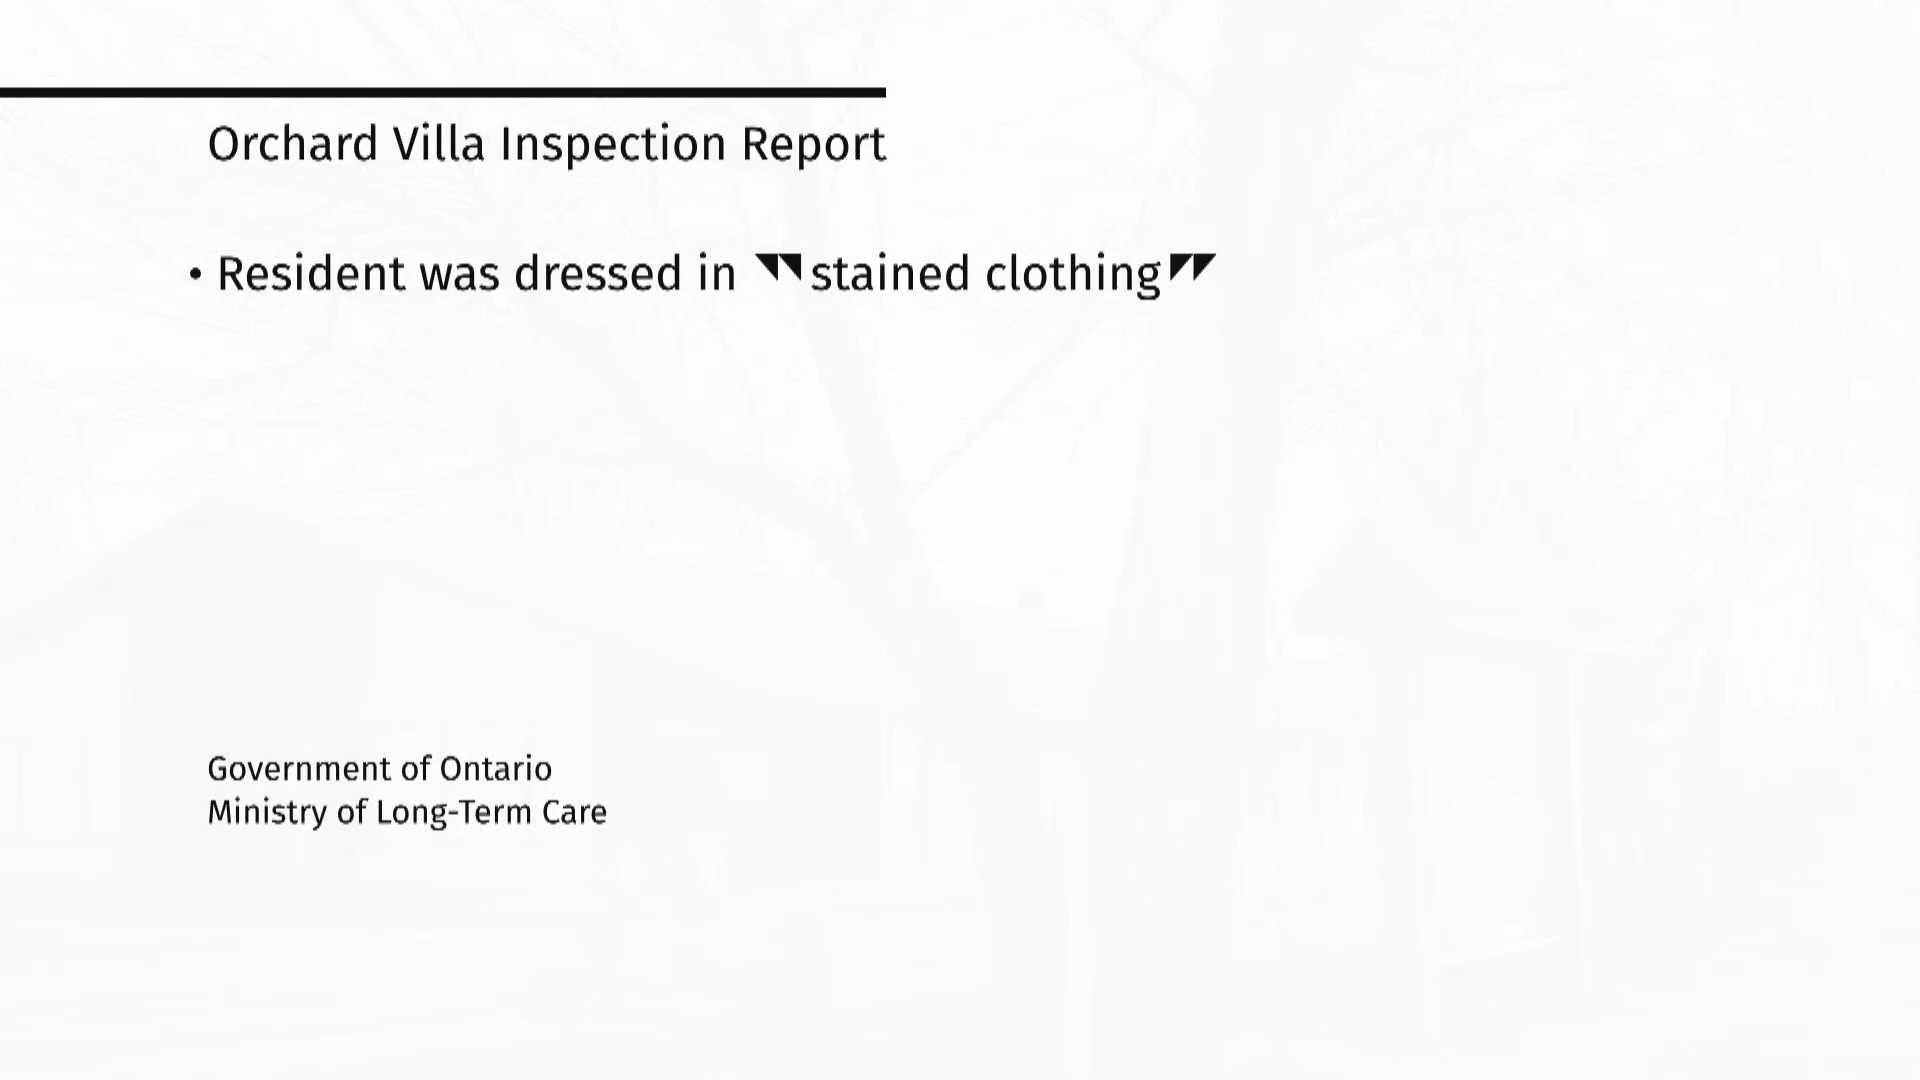 Orchard Villa Inspection Report
• Resident was dressed in "stained clothing"
Government of Ontario
Ministry of Long-Term Care